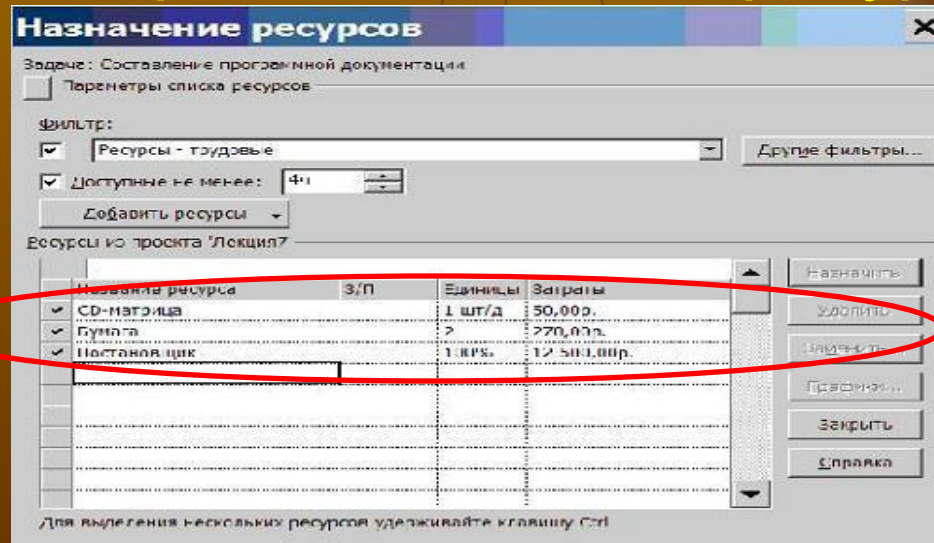 Назначение ресурсов
Задача: Составление программной документации
Параметры списка ресурсов
Фильтр:
Ресурсы - трудовые
Другие фильтры...
Доступные не менее: 4ч
Добавить ресурсы
Ресурсы из проекта 'Лекция7
Название ресурса З/П Единицы Затраты
CD-матрица 1 шт/д 50,00р.
Бумага 2 270,00р.
Постановщик 100% 12 500,00р.
Назначить
Удалить
Заменить...
Графики...
Закрыть
Справка
Для выделения нескольких ресурсов удерживайте клавишу Ctrl